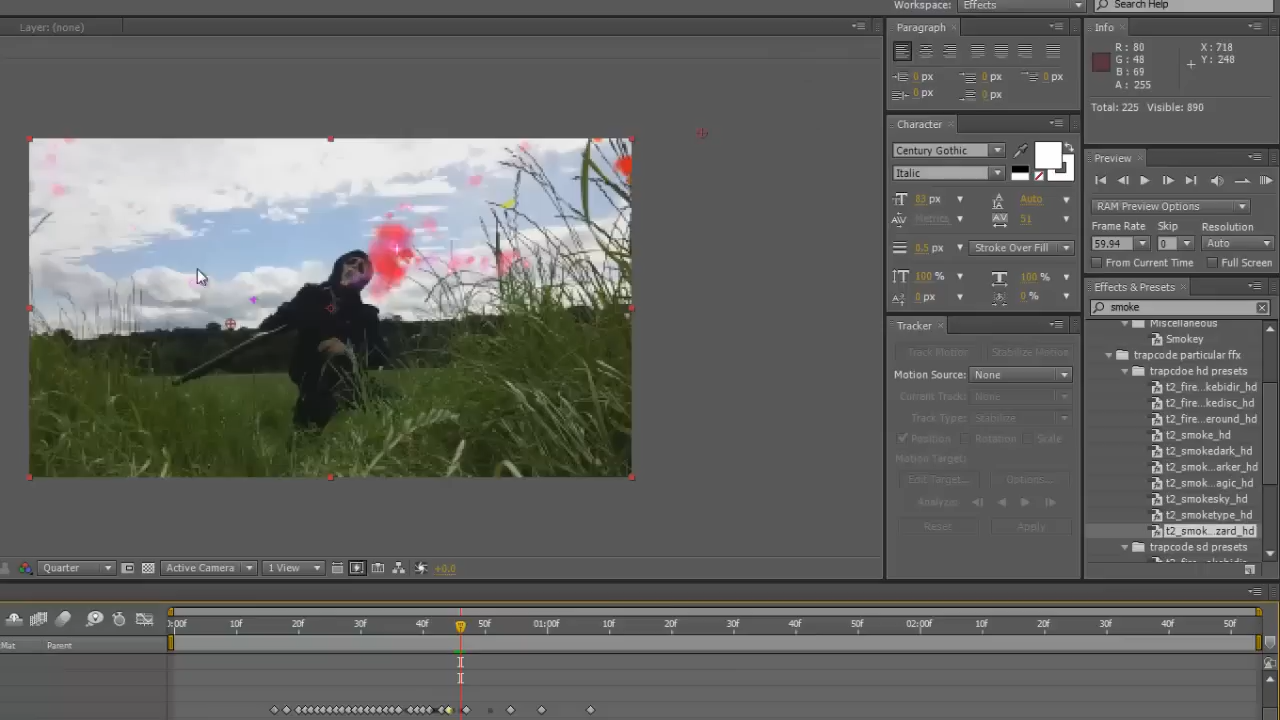 Workspace: Effects
Search Help
Layer: (none)
Paragraph
0 px
0 px
0 px
0 px
0 px
Info
R : 80
G : 48
B : 69
A : 255
X : 718
Y : 248
Total: 225 Visible: 890
Character
Century Gothic
Italic
83 px
Auto
Metrics
51
0.5 px
Stroke Over Fill
100 %
100 %
0 px
0 %
Preview
RAM Preview Options
Frame Rate Skip Resolution
59.94 0 Auto
From Current Time Full Screen
Effects & Presets
smoke
Miscellaneous
Smokey
trapcode particular ffx
trapcdoe hd presets
t2_fire...kebidir_hd
t2_fire...kedisc_hd
t2_fire...eround_hd
t2_smoke_hd
t2_smokedark_hd
t2_smok...arker_hd
t2_smok...agic_hd
t2_smokesky_hd
t2_smoketype_hd
t2_smok...zard_hd
trapcode sd presets
Tracker
Track Motion Stabilize Motion
Motion Source: None
Current Track: None
Track Type: Stabilize
Position Rotation Scale
Motion Target:
Edit Target... Options...
Analyze:
Reset Apply
Quarter Active Camera 1 View +0.0
0:00f 10f 20f 30f 40f 50f 01:00f 10f 20f 30f 40f 50f 02:00f 10f 20f 30f 40f 50f
Mat Parent